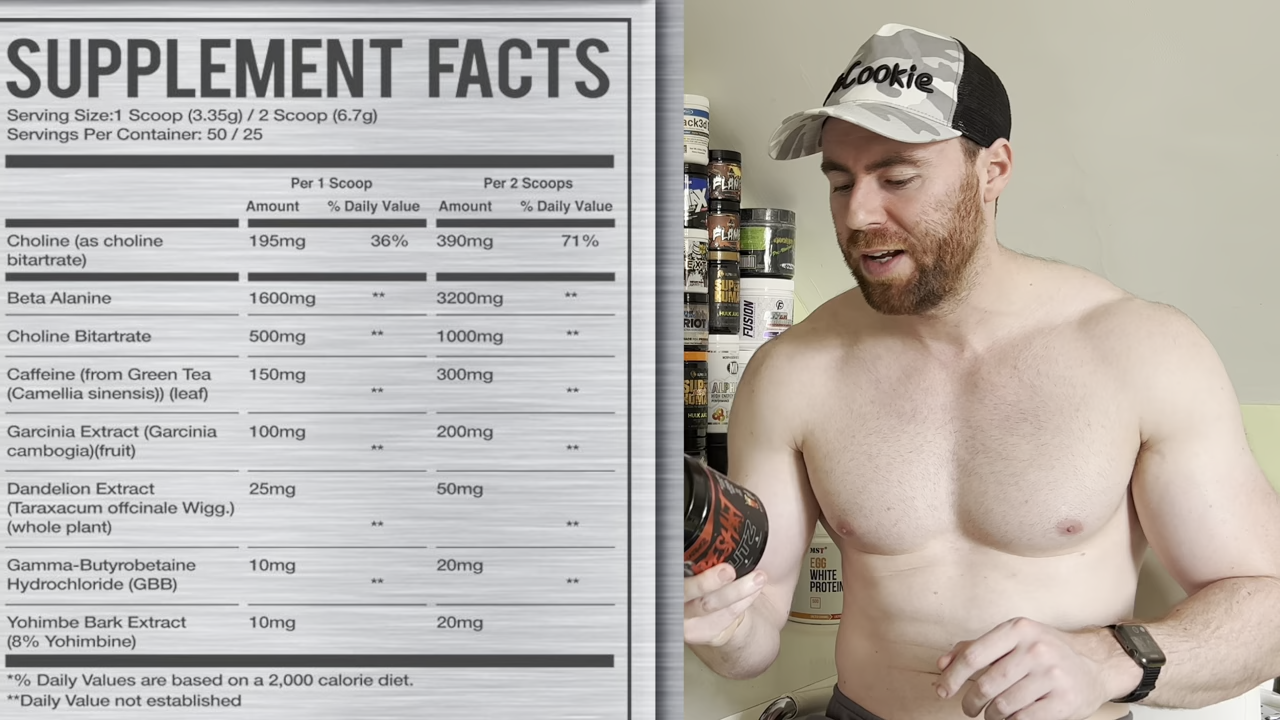 SUPPLEMENT FACTS
Serving Size:1 Scoop (3.35g) / 2 Scoop (6.7g)
Servings Per Container: 50 / 25
Per 1 Scoop Per 2 Scoops
Amount % Daily Value Amount % Daily Value
Choline (as choline 195mg 36% 390mg 71%
bitartrate)
Beta Alanine 1600mg ** 3200mg **
Choline Bitartrate 500mg ** 1000mg **
Caffeine (from Green Tea 150mg 300mg
(Camellia sinensis)) (leaf) ** **
Garcinia Extract (Garcinia 100mg 200mg
cambogia)(fruit) ** **
Dandelion Extract 25mg 50mg
(Taraxacum offcinale Wigg.)
(whole plant) ** **
Gamma-Butyrobetaine 10mg 20mg
Hydrochloride (GBB) ** **
Yohimbe Bark Extract 10mg 20mg
(8% Yohimbine)
*% Daily Values are based on a 2,000 calorie diet.
**Daily Value not established
Cookie
ack3d
FUSION
MST
EGG
WHITE
PROTEIN